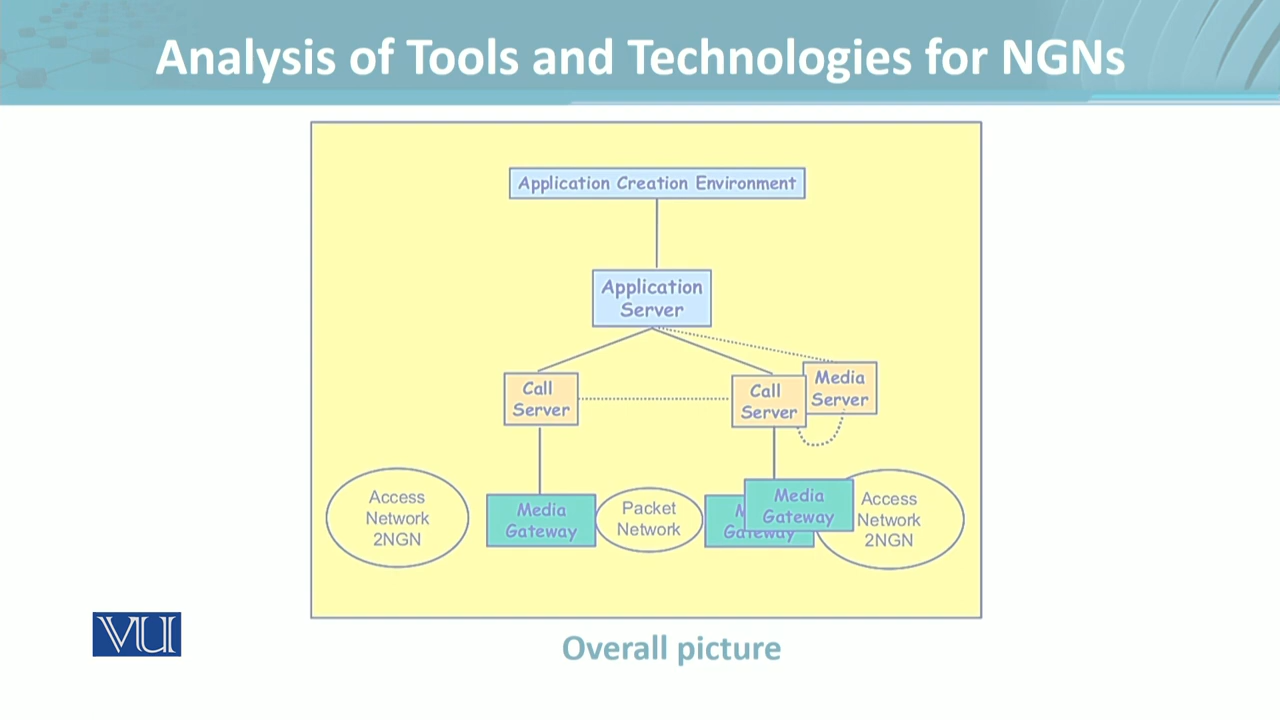 Analysis of Tools and Technologies for NGNs
Application Creation Environment
Application
Server
Call
Server
Call
Server
Media
Server
Access
Network
2NGN
Media
Gateway
Packet
Network
Gateway
Media
Gateway
Access
Network
2NGN
VU
Overall picture